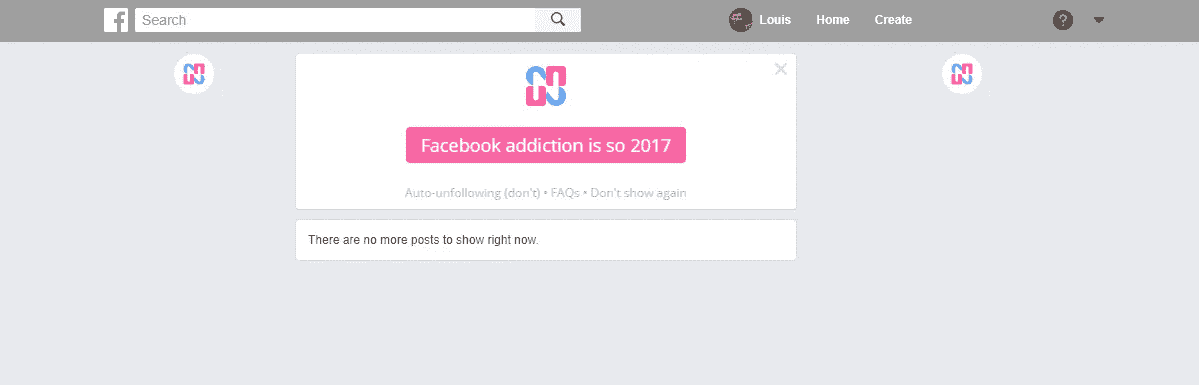 Search
Louis Home Create
Facebook addiction is so 2017
Auto-unfollowing (don't) • FAQs • Don't show again
There are no more posts to show right now.